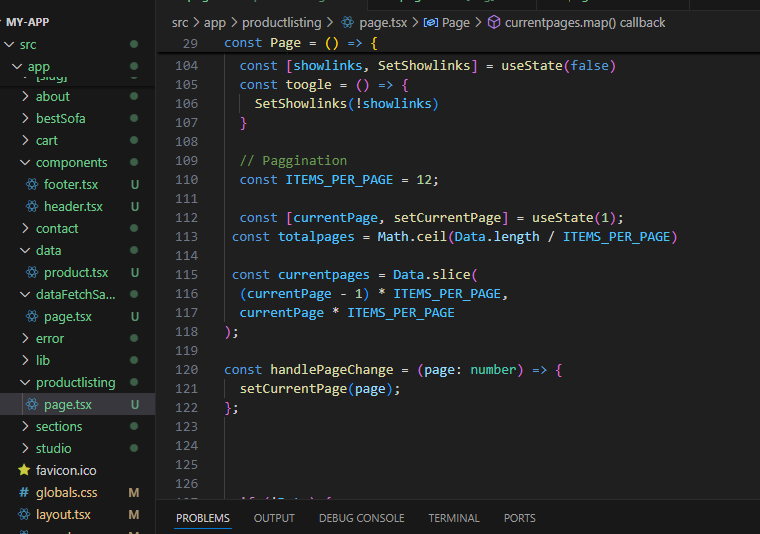 MY-APP
src
app
[slug]
about
bestSofa
cart
components
footer.tsx U
header.tsx U
contact
data
product.tsx U
dataFetchSa...
page.tsx U
error
lib
productlisting
page.tsx U
sections
studio
favicon.ico
# globals.css M
layout.tsx M
src > app > productlisting > page.tsx > Page > currentpages.map() callback
29 const Page = () => {
104 const [showlinks, SetShowlinks] = useState(false)
105 const toogle = () => {
106 SetShowlinks(!showlinks)
107 }
108
109 // Paggination
110 const ITEMS_PER_PAGE = 12;
111
112 const [currentPage, setCurrentPage] = useState(1);
113 const totalpages = Math.ceil(Data.length / ITEMS_PER_PAGE)
114
115 const currentpages = Data.slice(
116 (currentPage - 1) * ITEMS_PER_PAGE,
117 currentPage * ITEMS_PER_PAGE
118 );
119
120 const handlePageChange = (page: number) => {
121 setCurrentPage(page);
122 };
123
124
125
126
PROBLEMS OUTPUT DEBUG CONSOLE TERMINAL PORTS